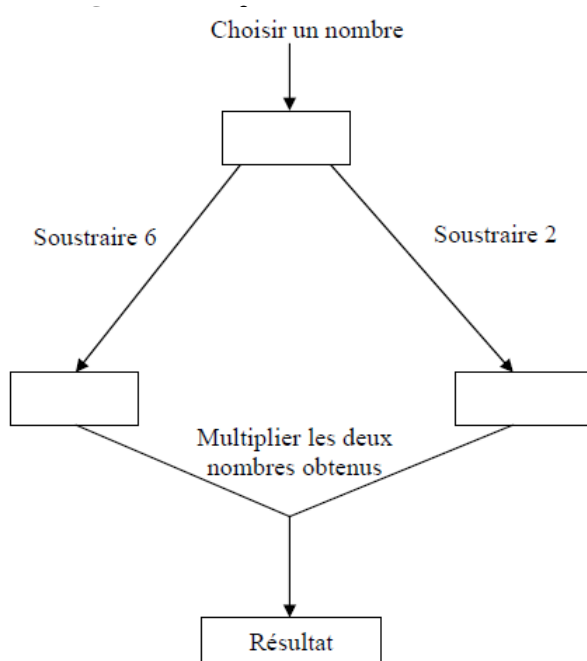 Choisir un nombre
Soustraire 6
Soustraire 2
Multiplier les deux
nombres obtenus
Résultat